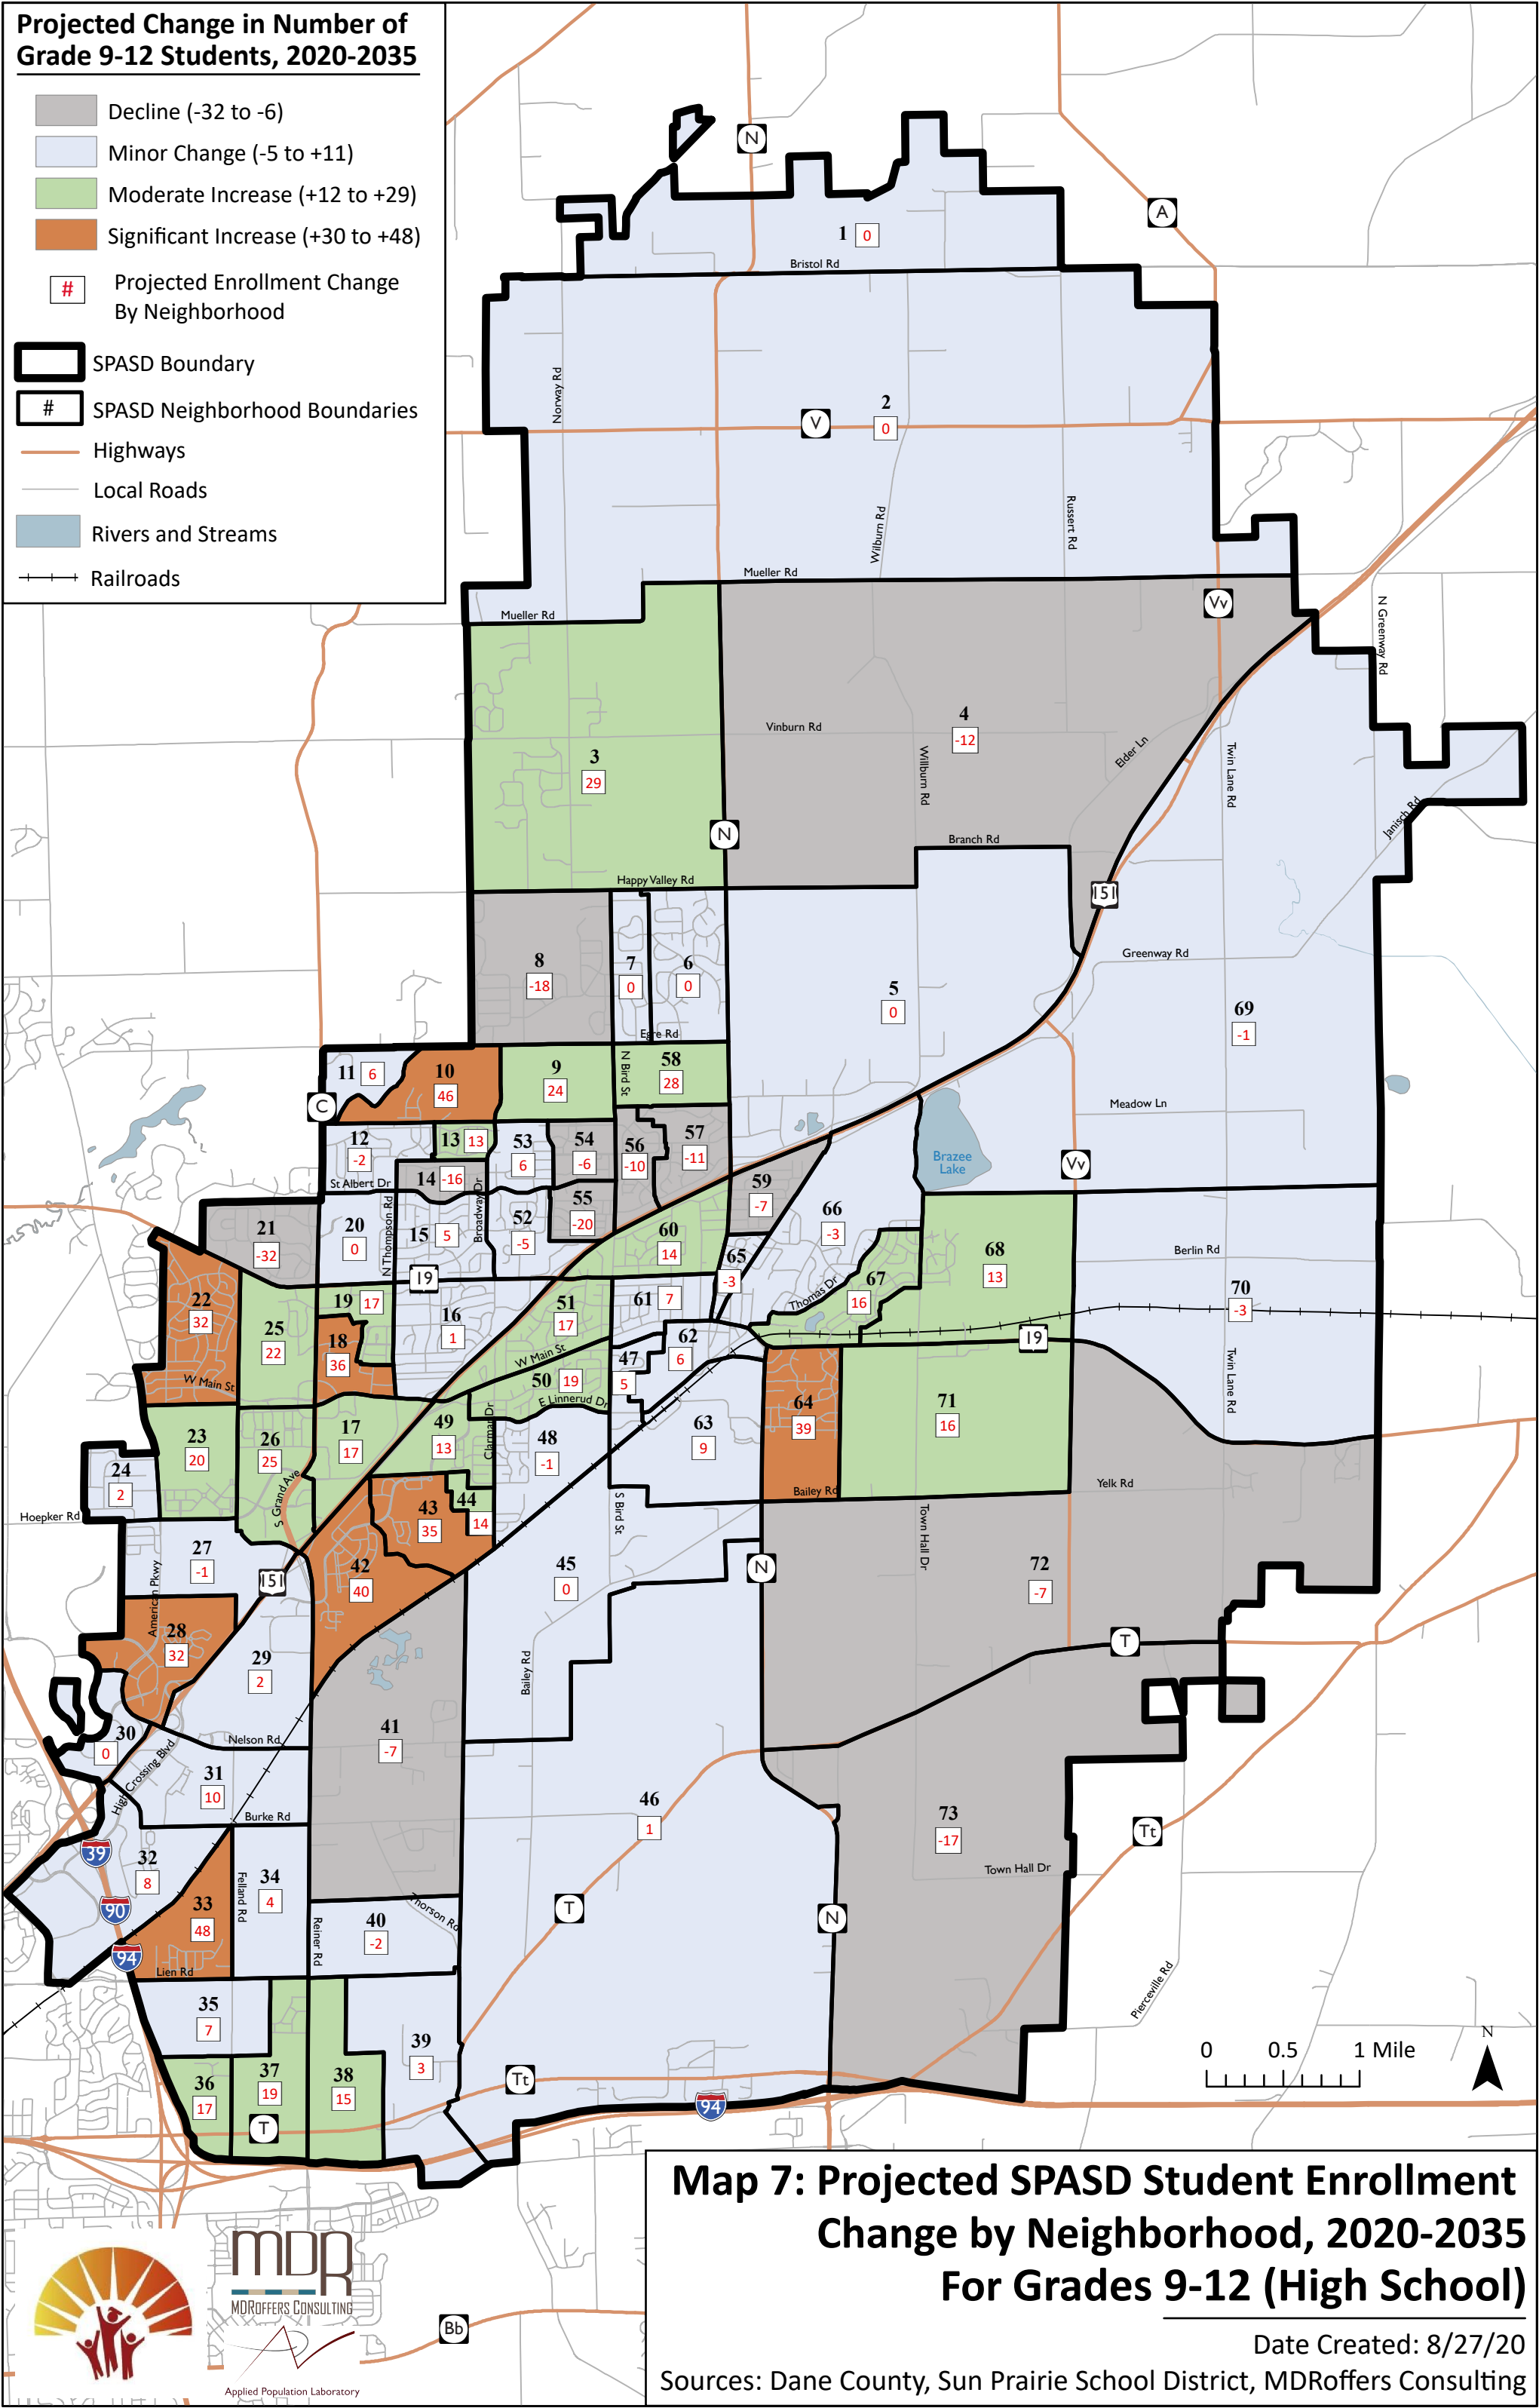 Projected Change in Number of
Grade 9-12 Students, 2020-2035
Decline (-32 to -6)
Minor Change (-5 to +11)
Moderate Increase (+12 to +29)
Significant Increase (+30 to +48)
# Projected Enrollment Change
By Neighborhood
SPASD Boundary
# SPASD Neighborhood Boundaries
Highways
Local Roads
Rivers and Streams
Railroads
N
A
1 0
Bristol Rd
Norway Rd
2
V
0
Wilburn Rd
Russert Rd
Mueller Rd
Vv
N Greenway Rd
Mueller Rd
4
-12
Vinburn Rd
Elder Ln
Twin Lane Rd
3
29
Willburn Rd
Janisch Rd
N
Branch Rd
Happy Valley Rd
151
Greenway Rd
8
-18
7
0
6
0
5
0
69
-1
Egre Rd
11 6
10
46
9
24
N Bird St
58
28
C
Meadow Ln
12
-2
13 13
53
6
54
-6
56
-10
57
-11
Brazee
Lake
Vv
St Albert Dr
14 -16
59
-7
21
-32
20
0
N Thompson Rd
15 5
Broadway Dr
52
-5
55
-20
60
14
66
-3
68
13
Berlin Rd
19
65
-3
67
16
Thomas Dr
70
-3
22
32
25
22
19 17
18
36
16
1
51
17
61 7
62
6
19
W Main St
W Main St
50 19
E Linnerud Dr
47
5
Twin Lane Rd
23
20
26
25
17
17
49
13
Clarmar Dr
48
-1
63
9
64
39
71
16
24
2
S Grand Ave
Hoepker Rd
43
35
44
14
S Bird St
Bailey Rd
Yelk Rd
Town Hall Dr
27
-1
American Pkwy
151
42
40
45
0
N
72
-7
28
32
29
2
Bailey Rd
T
30
0
Nelson Rd
41
-7
High Crossing Blvd
31
10
Burke Rd
46
1
73
-17
Tt
Town Hall Dr
39
32
8
90
33
48
Felland Rd
34
4
Reiner Rd
40
-2
Thorson Rd
T
N
94
Lien Rd
Pierceville Rd
35
7
39
3
36
17
37
19
38
15
T
Tt
94
0 0.5 1 Mile
N
Map 7: Projected SPASD Student Enrollment
Change by Neighborhood, 2020-2035
For Grades 9-12 (High School)
Date Created: 8/27/20
Sources: Dane County, Sun Prairie School District, MDRoffers Consulting
MDR
MDROFFERS CONSULTING
Applied Population Laboratory
Bb